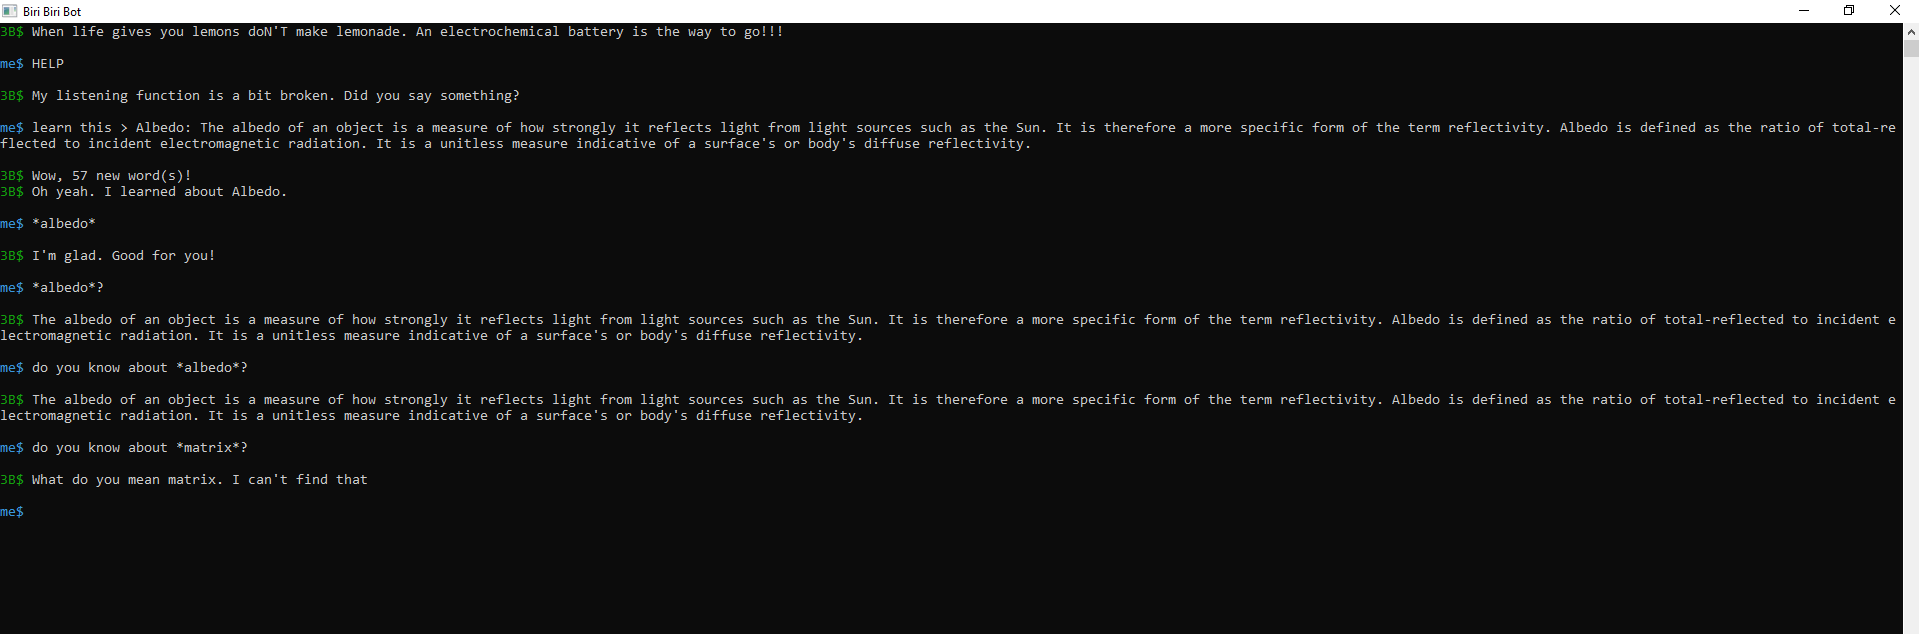 Biri Biri Bot
3B$ When life gives you lemons doN'T make lemonade. An electrochemical battery is the way to go!!!
me$ HELP
3B$ My listening function is a bit broken. Did you say something?
me$ learn this > Albedo: The albedo of an object is a measure of how strongly it reflects light from light sources such as the Sun. It is therefore a more specific form of the term reflectivity. Albedo is defined as the ratio of total-re
flected to incident electromagnetic radiation. It is a unitless measure indicative of a surface's or body's diffuse reflectivity.
3B$ Wow, 57 new word(s)!
3B$ Oh yeah. I learned about Albedo.
me$ *albedo*
3B$ I'm glad. Good for you!
me$ *albedo*?
3B$ The albedo of an object is a measure of how strongly it reflects light from light sources such as the Sun. It is therefore a more specific form of the term reflectivity. Albedo is defined as the ratio of total-reflected to incident e
lectromagnetic radiation. It is a unitless measure indicative of a surface's or body's diffuse reflectivity.
me$ do you know about *albedo*?
3B$ The albedo of an object is a measure of how strongly it reflects light from light sources such as the Sun. It is therefore a more specific form of the term reflectivity. Albedo is defined as the ratio of total-reflected to incident e
lectromagnetic radiation. It is a unitless measure indicative of a surface's or body's diffuse reflectivity.
me$ do you know about *matrix*?
3B$ What do you mean matrix. I can't find that
me$